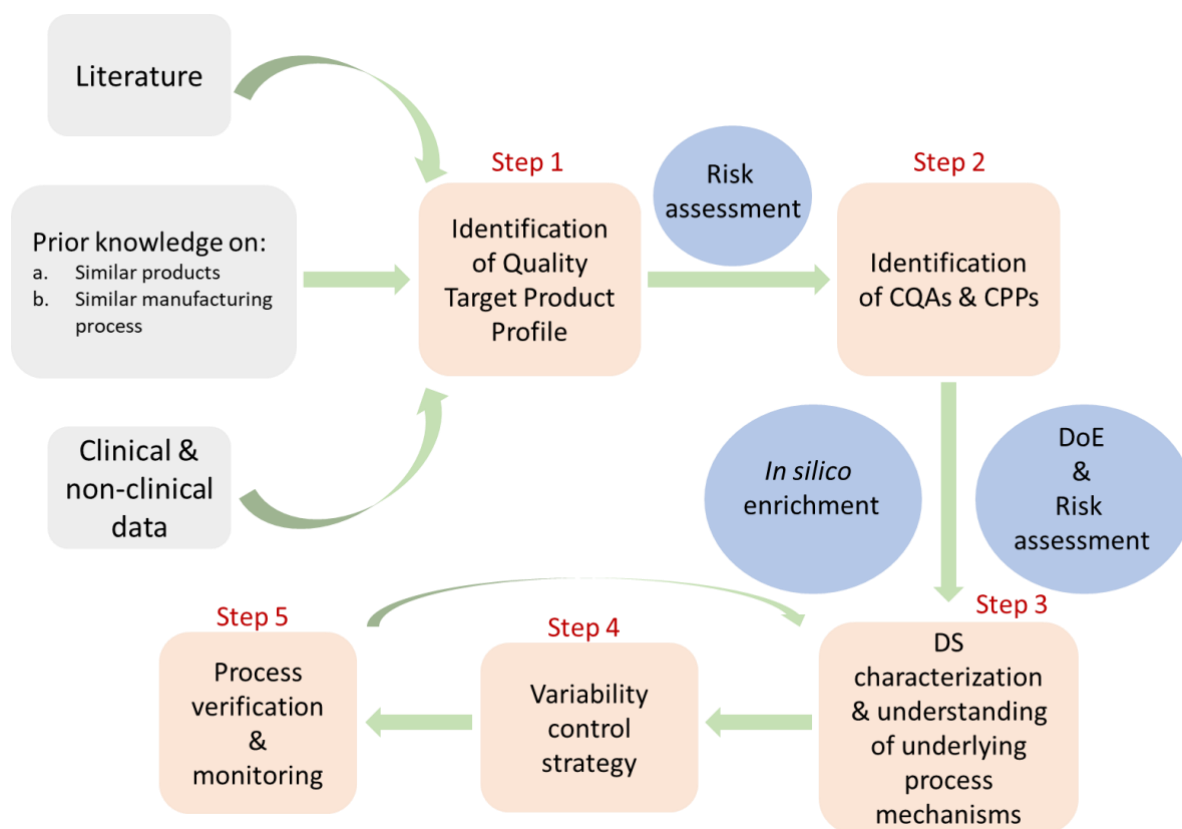 Literature
Prior knowledge on:
a. Similar products
b. Similar manufacturing
process
Clinical &
non-clinical
data
Step 1
Identification
of Quality
Target Product
Profile
Risk
assessment
Step 2
Identification
of CQAs & CPPs
In silico
enrichment
DoE
&
Risk
assessment
Step 3
DS
characterization
& understanding
of underlying
process
mechanisms
Step 4
Variability
control
strategy
Step 5
Process
verification
&
monitoring